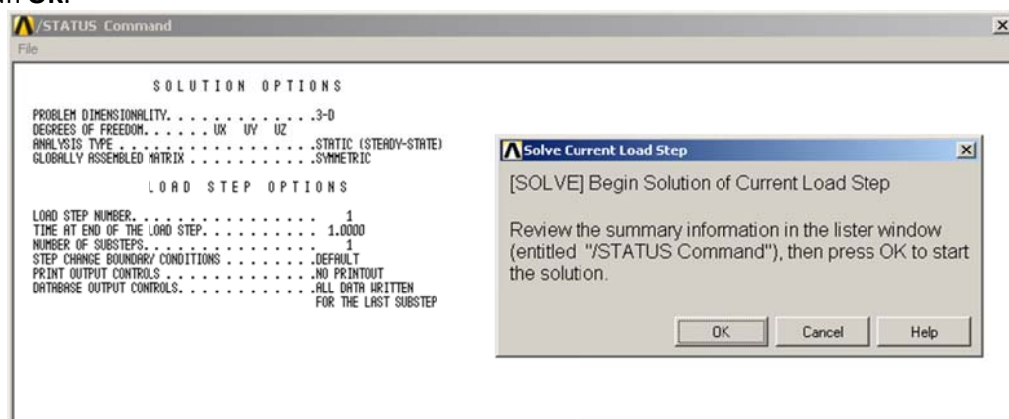 OK.
/STATUS Command
File
SOLUTION OPTIONS
PROBLEM DIMENSIONALITY. . . . . . . . . . . . .3-D
DEGREES OF FREEDOM. . . . . . UX UY UZ
ANALYSIS TYPE . . . . . . . . . . . . . . . . .STATIC (STEADY-STATE)
GLOBALLY ASSEMBLED MATRIX . . . . . . . . . . .SYMMETRIC
LOAD STEP OPTIONS
LOAD STEP NUMBER. . . . . . . . . . . . . . . . 1
TIME AT END OF THE LOAD STEP. . . . . . . . . . 1.0000
NUMBER OF SUBSTEPS. . . . . . . . . . . . . . . 1
STEP CHANGE BOUNDARY CONDITIONS . . . . . . . .DEFAULT
PRINT OUTPUT CONTROLS . . . . . . . . . . . . .NO PRINTOUT
DATABASE OUTPUT CONTROLS. . . . . . . . . . . .ALL DATA WRITTEN
FOR THE LAST SUBSTEP
Solve Current Load Step
[SOLVE] Begin Solution of Current Load Step
Review the summary information in the lister window
(entitled "/STATUS Command"), then press OK to start
the solution.
OK
Cancel
Help